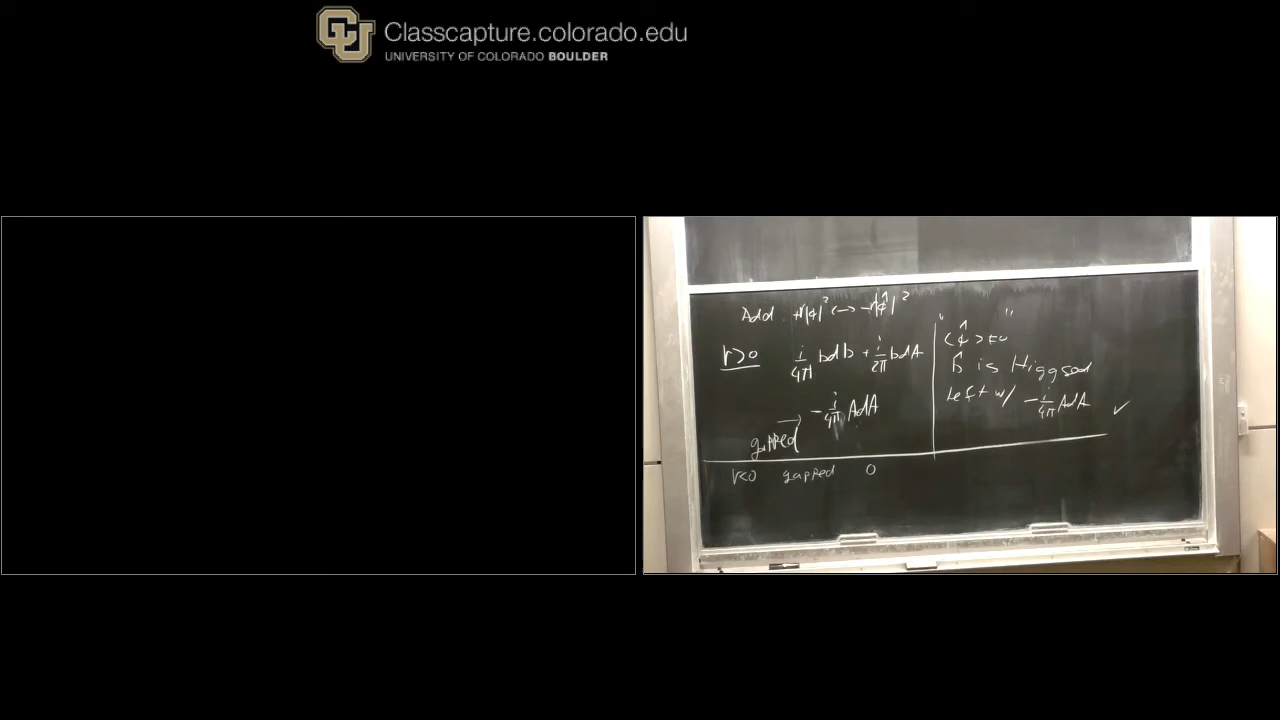 Classcapture.colorado.edu
UNIVERSITY OF COLORADO BOULDER
Add +r|ϕ|² ↔ -r|ϕ̂|²
r>0 i/4π bdb + i/2π bdA
→ -i/4π AdA
gapped
"⟨ϕ̂⟩≠0"
b̂ is Higgsed
Left w/ -i/4π AdA ✓
r<0 gapped 0